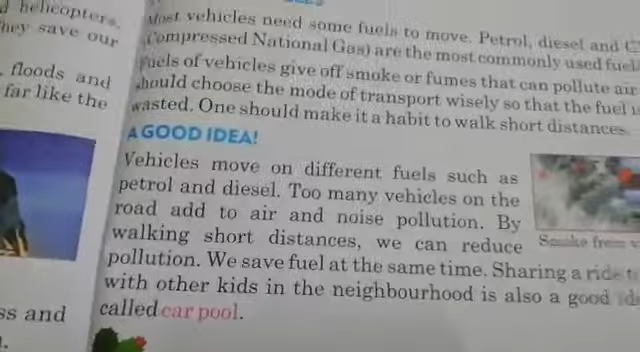 helicopters.
they save our
floods and
far like the
ss and
Most vehicles need some fuels to move. Petrol, diesel and
(Compressed National Gas) are the most commonly used fuel
Fuels of vehicles give off smoke or fumes that can pollute air
should choose the mode of transport wisely so that the fuel is
wasted. One should make it a habit to walk short distances.
A GOOD IDEA!
Vehicles move on different fuels such as
petrol and diesel. Too many vehicles on the
road add to air and noise pollution. By
walking short distances, we can reduce
pollution. We save fuel at the same time. Sharing a ride
with other kids in the neighbourhood is also a good
called car pool.
Smoke from